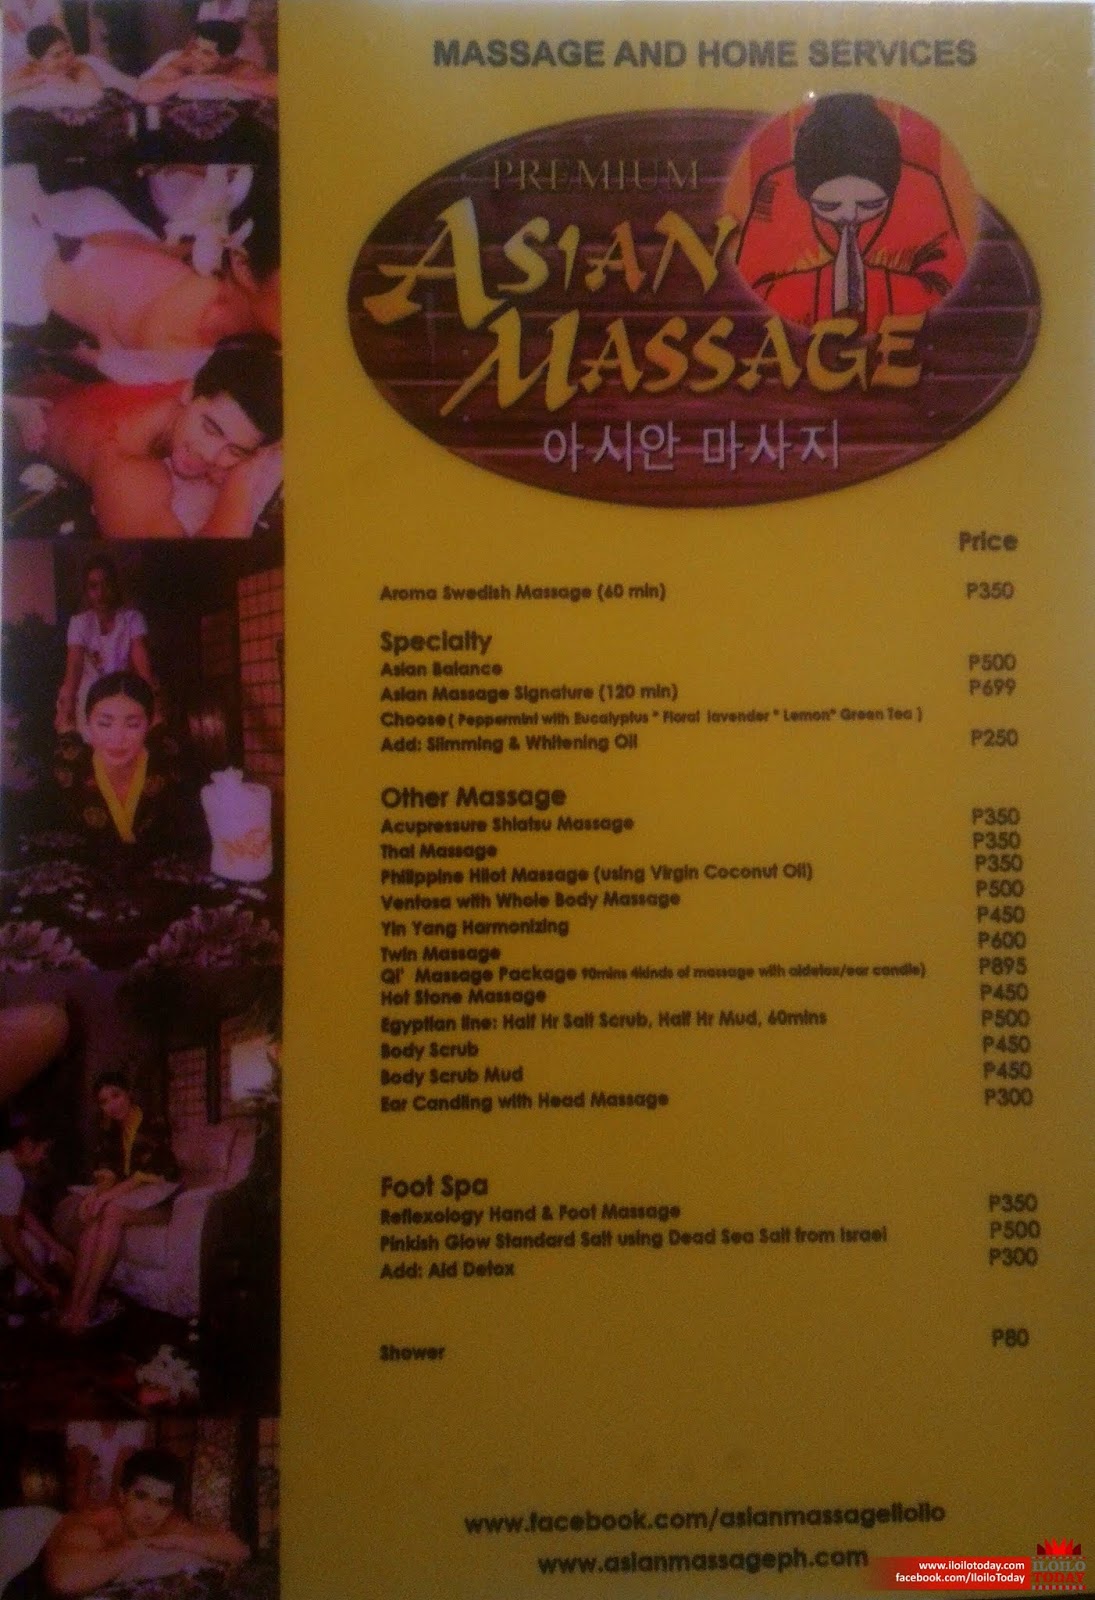 MASSAGE AND HOME SERVICES
PREMIUM
ASIAN
MASSAGE
아시안 마사지
Price
Aroma Swedish Massage (60 min) P350
Specialty
Asian Balance P500
Asian Massage Signature (120 min) P699
Choose ( Peppermint with Eucalyptus * Floral lavender * Lemon* Green Tea )
Add: Slimming & Whitening Oil P250
Other Massage
Acupressure Shiatsu Massage P350
Thai Massage P350
Philippine Hilot Massage (using Virgin Coconut Oil) P350
Ventosa with Whole Body Massage P500
Yin Yang Harmonizing P450
Twin Massage P600
Qi' Massage Package 90mins 4kinds of massage with aidetox/ear candle) P895
Hot Stone Massage P450
Egyptian line: Half Hr Salt Scrub, Half Hr Mud, 60mins P500
Body Scrub P450
Body Scrub Mud P450
Ear Candling with Head Massage P300
Foot Spa
Reflexology Hand & Foot Massage P350
Pinkish Glow Standard Salt using Dead Sea Salt from Israel P500
Add: Aid Detox P300
Shower P80
www.facebook.com/asianmassageiloilo
www.asianmassageph.com
www.iloilotoday.com
facebook.com/IloiloToday
ILOILO
TODAY